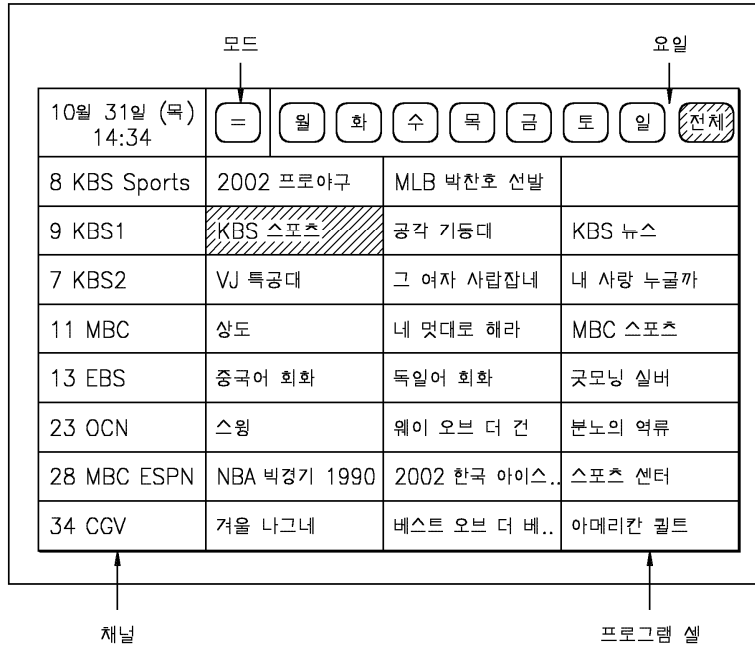 모드 요일
10월 31일 (목) = 월 화 수 목 금 토 일 전체
14:34
8 KBS Sports 2002 프로야구 MLB 박찬호 선발
9 KBS1 KBS 스포츠 공각 기동대 KBS 뉴스
7 KBS2 VJ 특공대 그 여자 사람잡네 내 사랑 누굴까
11 MBC 상도 네 멋대로 해라 MBC 스포츠
13 EBS 중국어 회화 독일어 회화 굿모닝 실버
23 OCN 스윙 웨이 오브 더 건 분노의 역류
28 MBC ESPN NBA 빅경기 1990 2002 한국 아이스.. 스포츠 센터
34 CGV 겨울 나그네 베스트 오브 더 베.. 아메리칸 퀼트
채널 프로그램 셀